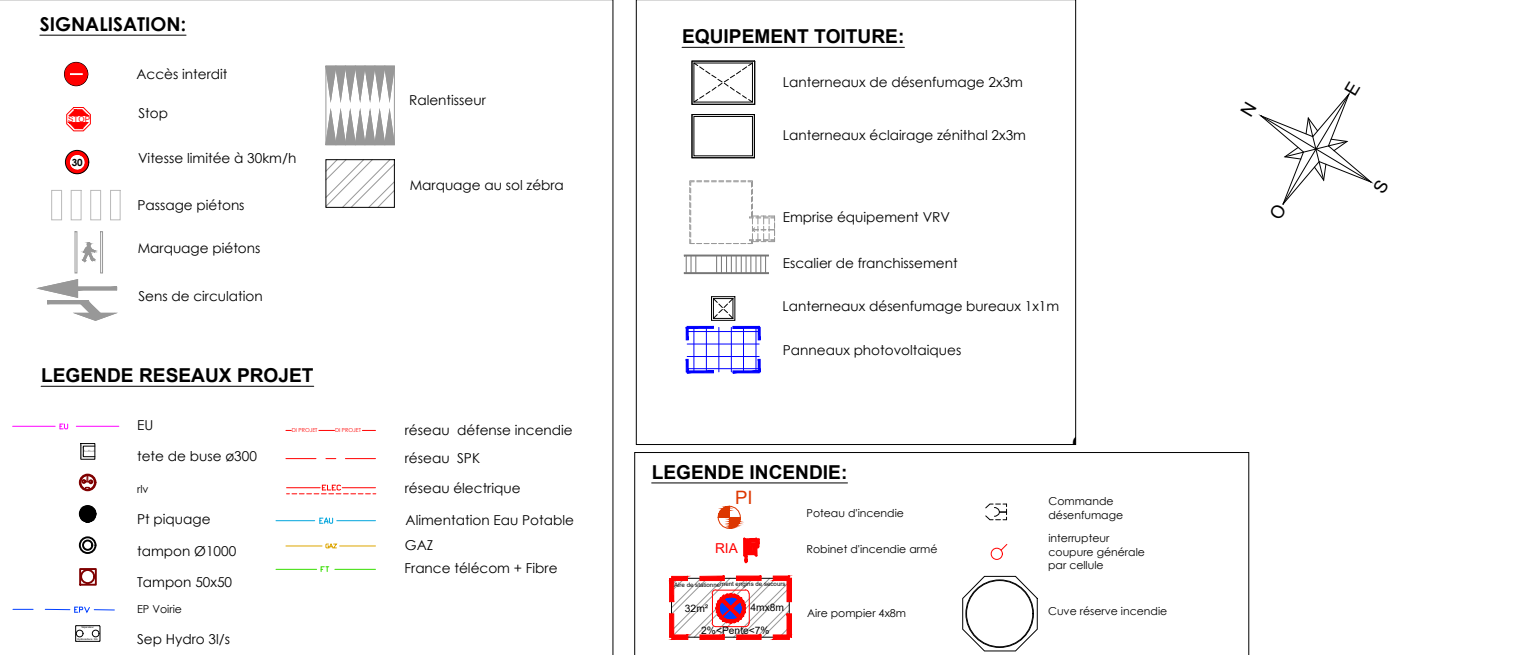 SIGNALISATION:
Accès interdit
STOP
Stop
30
Vitesse limitée à 30km/h
Passage piétons
Marquage piétons
Sens de circulation
Ralentisseur
Marquage au sol zébra
LEGENDE RESEAUX PROJET
EU
EU
tete de buse ø300
rlv
Pt piquage
tampon Ø1000
Tampon 50x50
EPV
EP Voirie
Sep Hydro 3l/s
DI PROJET DI PROJET
réseau défense incendie
réseau SPK
ELEC
réseau électrique
EAU
Alimentation Eau Potable
GAZ
GAZ
FT
France télécom + Fibre
EQUIPEMENT TOITURE:
Lanterneaux de désenfumage 2x3m
Lanterneaux éclairage zénithal 2x3m
Emprise équipement VRV
Escalier de franchissement
Lanterneaux désenfumage bureaux 1x1m
Panneaux photovoltaiques
N
E
S
O
LEGENDE INCENDIE:
PI
Poteau d'incendie
RIA
Robinet d'incendie armé
Aire de stationnement engins de secours
32m²
4mx8m
2%<Pente<7%
Aire pompier 4x8m
Commande
désenfumage
interrupteur
coupure générale
par cellule
Cuve réserve incendie